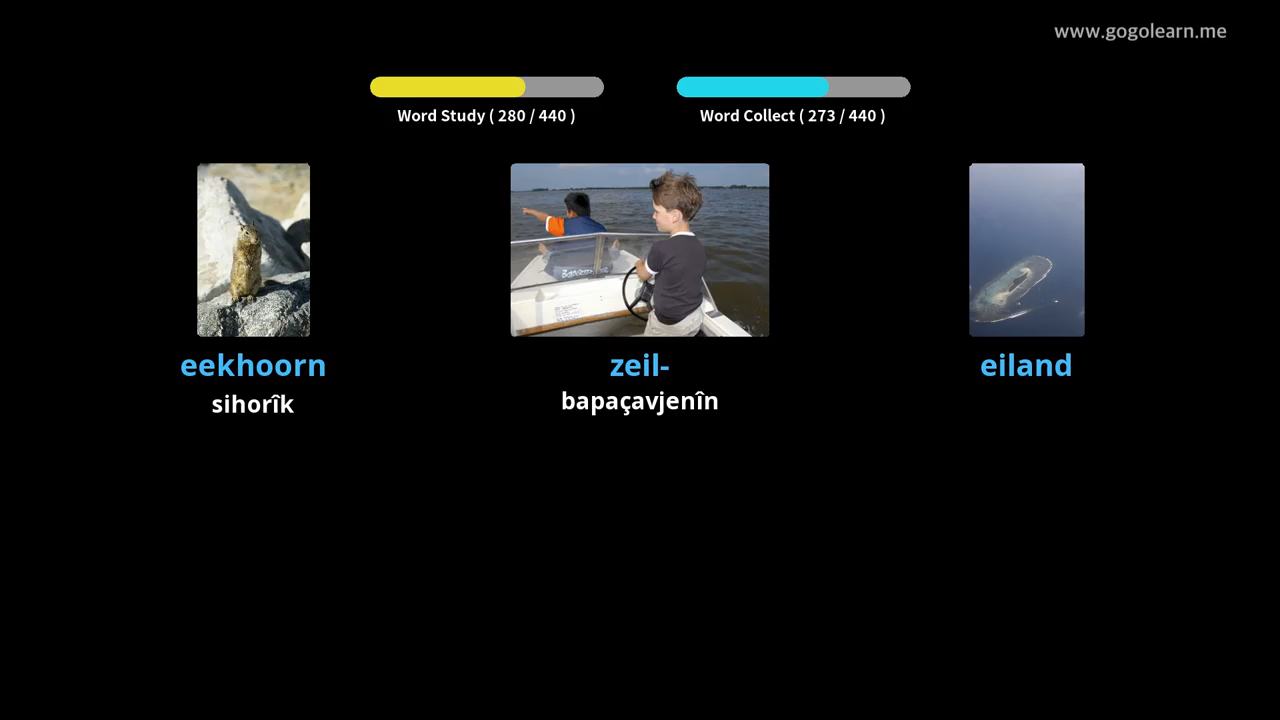 www.gogolearn.me
Word Study ( 280 / 440 )
Word Collect ( 273 / 440 )
eekhoorn
sihorîk
zeil-
bapaçavjenîn
eiland